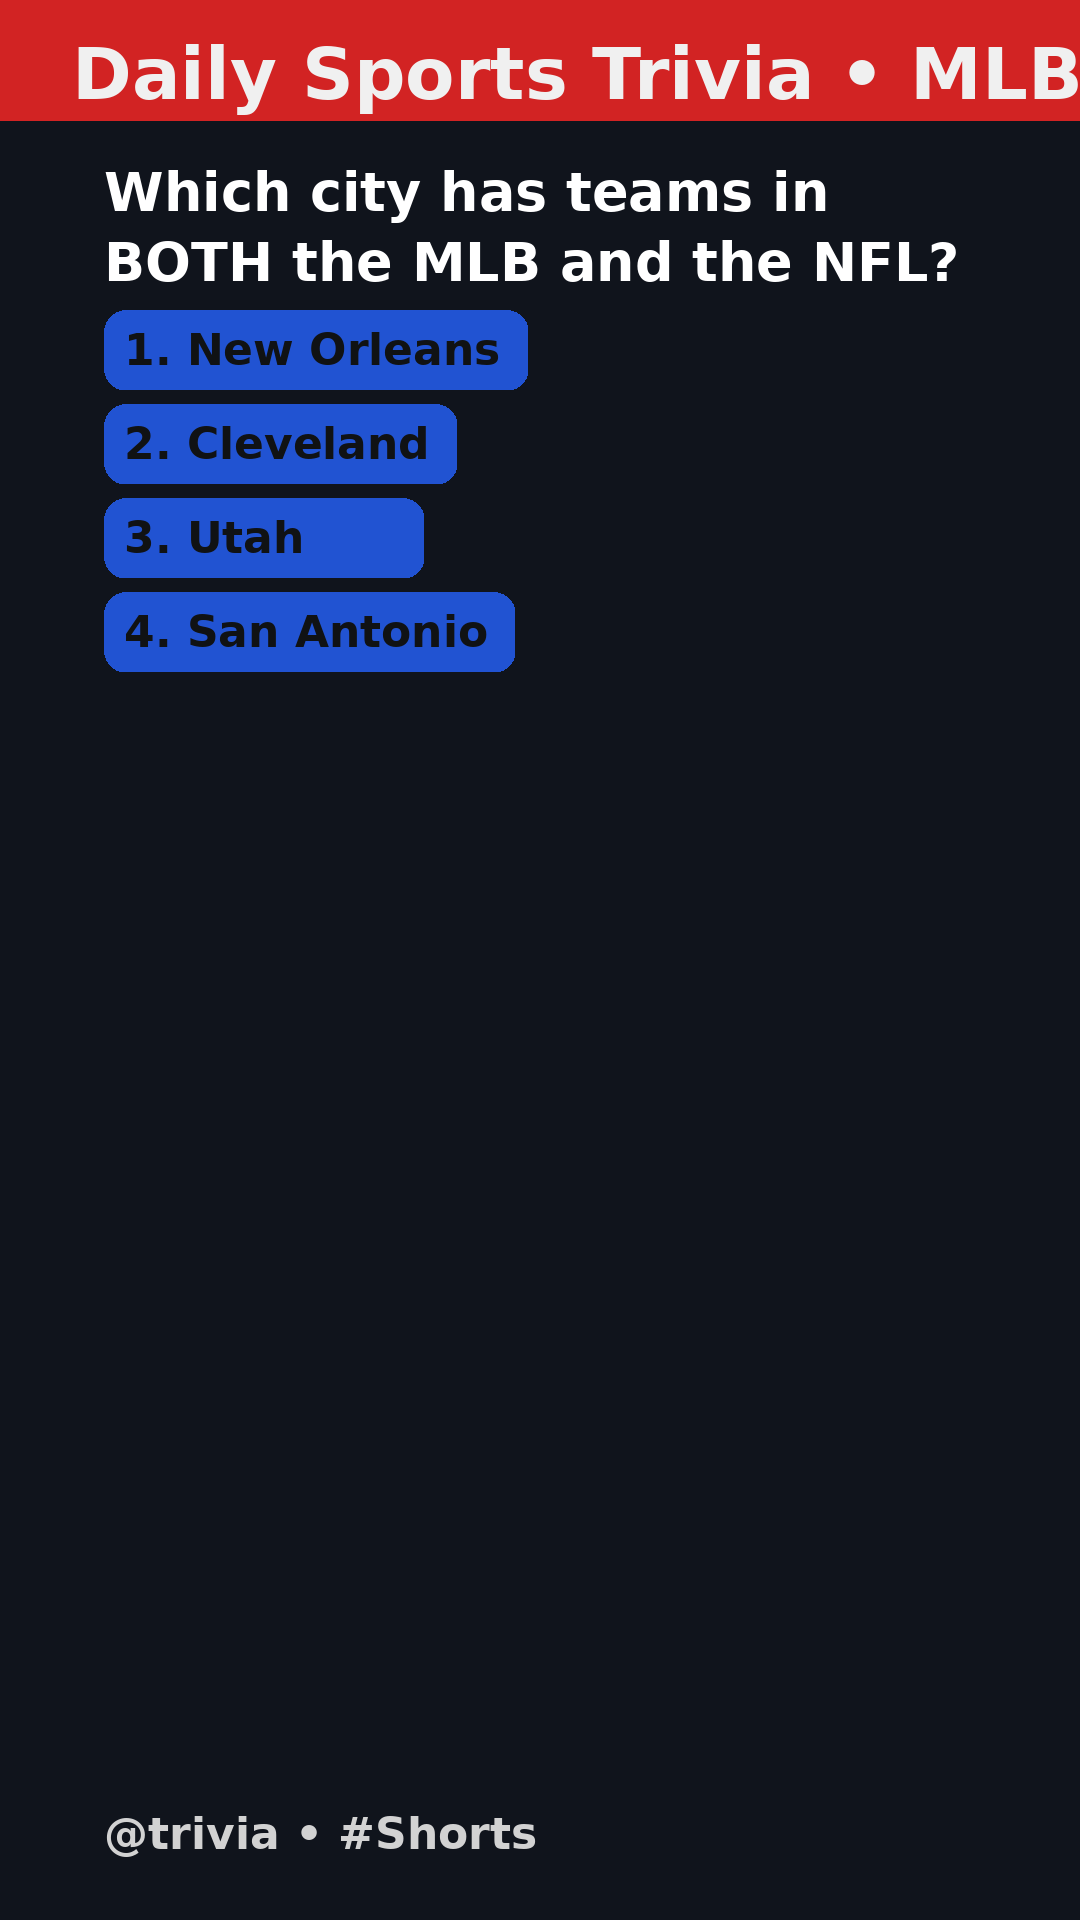 Daily Sports Trivia • MLB
Which city has teams in
BOTH the MLB and the NFL?
1. New Orleans
2. Cleveland
3. Utah
4. San Antonio
@trivia • #Shorts